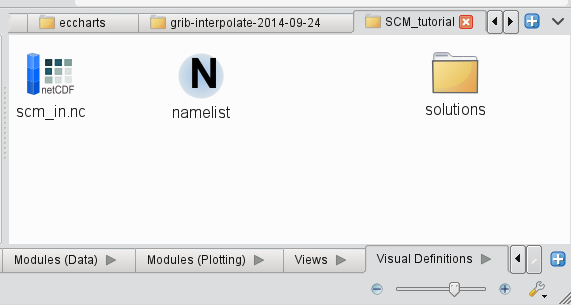 eccharts grib-interpolate-2014-09-24 SCM_tutorial
netCDF N
scm_in.nc namelist solutions
Modules (Data) Modules (Plotting) Views Visual Definitions